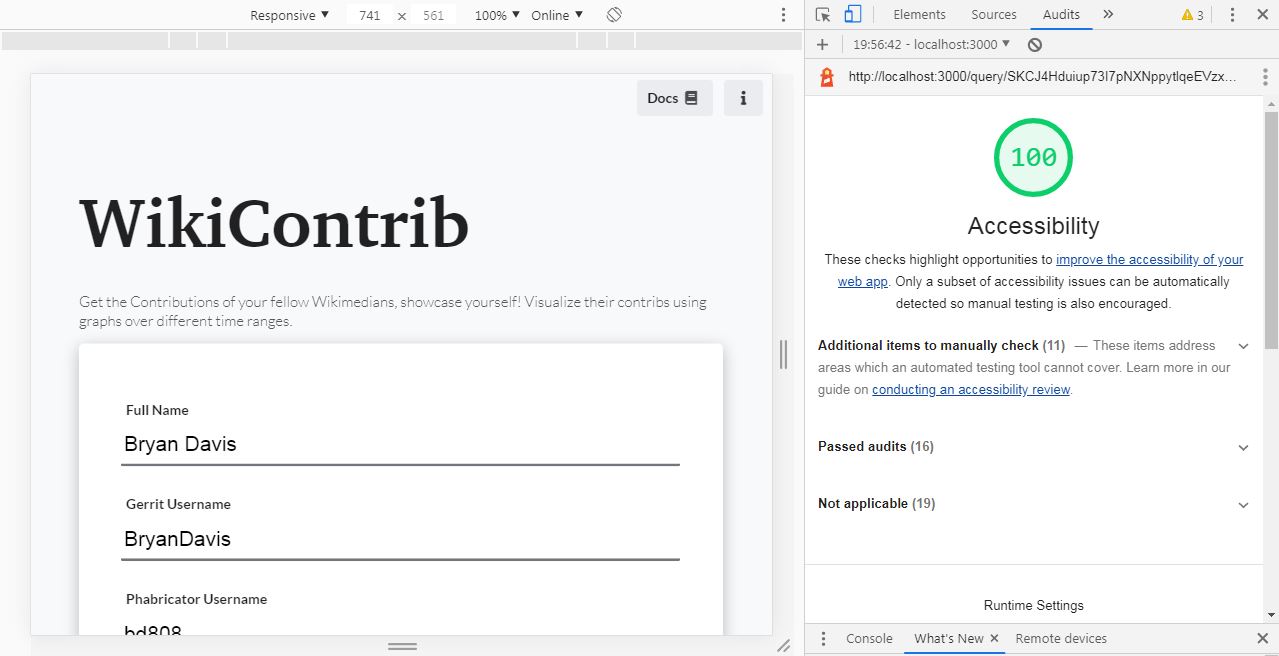 Responsive ▼ 741 x 561 100% ▼ Online ▼
Docs
WikiContrib
Get the Contributions of your fellow Wikimedians, showcase yourself! Visualize their contribs using
graphs over different time ranges.
Full Name
Bryan Davis
Gerrit Username
BryanDavis
Phabricator Username
bd808
Elements Sources Audits » 3
19:56:42 - localhost:3000 ▼
http://localhost:3000/query/SKCJ4Hduiup73I7pNXNppytlqeEVzx...
100
Accessibility
These checks highlight opportunities to improve the accessibility of your
web app. Only a subset of accessibility issues can be automatically
detected so manual testing is also encouraged.
Additional items to manually check (11) — These items address
areas which an automated testing tool cannot cover. Learn more in our
guide on conducting an accessibility review.
Passed audits (16)
Not applicable (19)
Runtime Settings
Console What's New × Remote devices